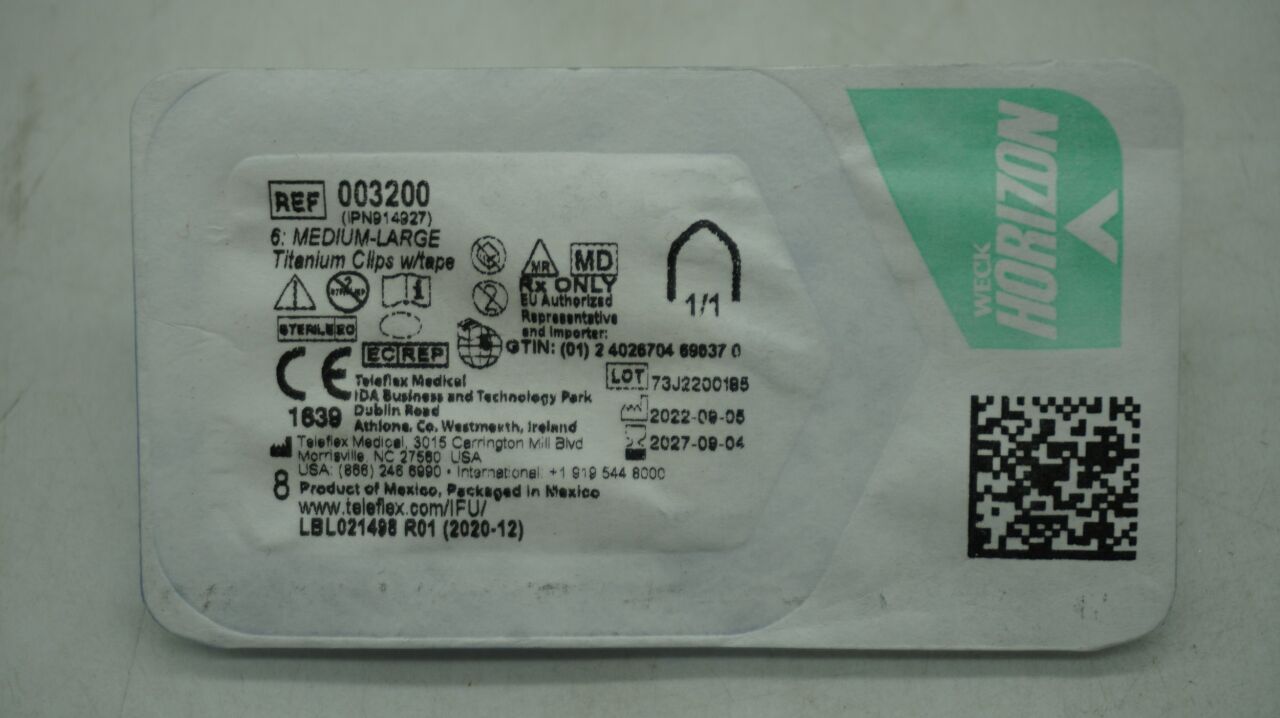 REF 003200
(IPN914927)
6: MEDIUM-LARGE
Titanium Clips w/tape
MR
MD
Rx ONLY
EU Authorized
Representative
and Importer:
1/1
STERILE EO
EC REP
GTIN: (01) 2 4026704 69637 0
CE
1639
Teleflex Medical
IDA Business and Technology Park
Dublin Road
Athlone, Co. Westmeath, Ireland
LOT 73J2200185
2022-09-05
2027-09-04
Teleflex Medical, 3015 Carrington Mill Blvd
Morrisville, NC 27560 USA
USA: (866) 246 6990 • International: +1 919 544 8000
8 Product of Mexico, Packaged in Mexico
www.teleflex.com/IFU/
LBL021498 R01 (2020-12)
WECK
HORIZON